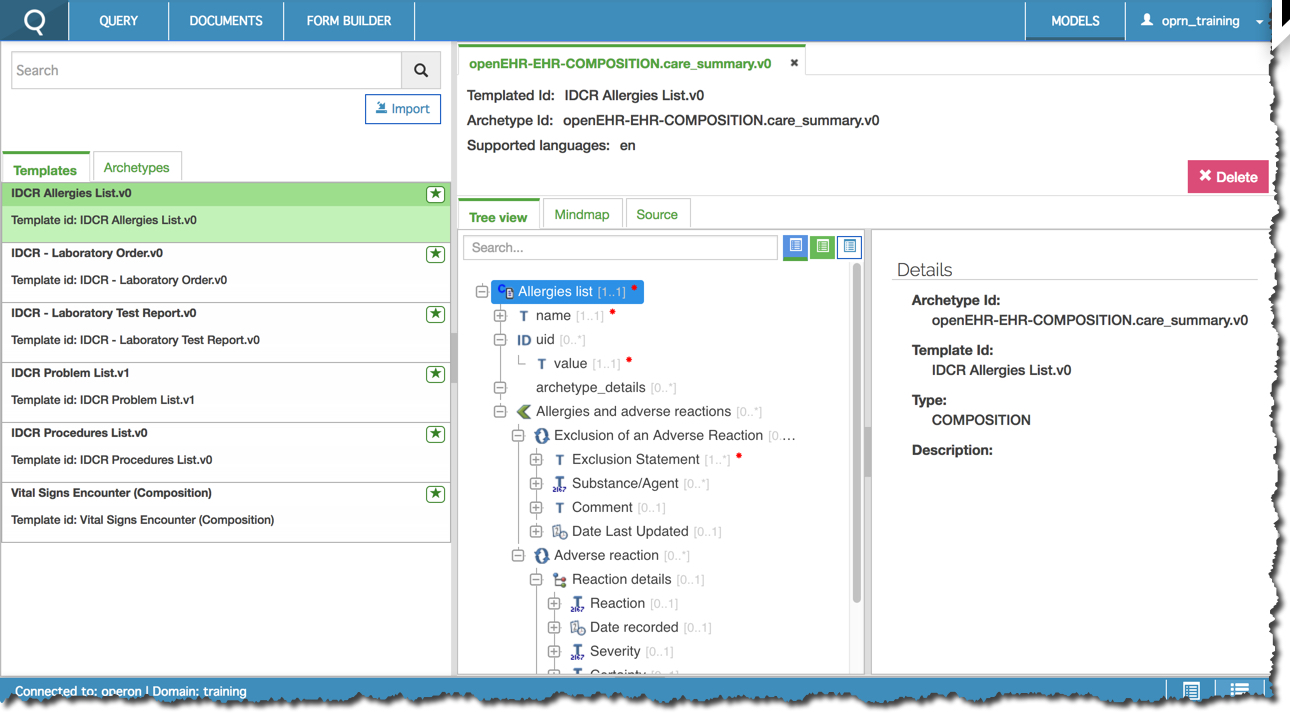 QUERY
DOCUMENTS
FORM BUILDER
MODELS
oprn_training
Search
Import
Templates
Archetypes
IDCR Allergies List.v0
Template id: IDCR Allergies List.v0
IDCR - Laboratory Order.v0
Template id: IDCR - Laboratory Order.v0
IDCR - Laboratory Test Report.v0
Template id: IDCR - Laboratory Test Report.v0
IDCR Problem List.v1
Template id: IDCR Problem List.v1
IDCR Procedures List.v0
Template id: IDCR Procedures List.v0
Vital Signs Encounter (Composition)
Template id: Vital Signs Encounter (Composition)
openEHR-EHR-COMPOSITION.care_summary.v0
Templated Id: IDCR Allergies List.v0
Archetype Id: openEHR-EHR-COMPOSITION.care_summary.v0
Supported languages: en
Delete
Tree view
Mindmap
Source
Search...
Allergies list [1..1] *
T name [1..1] *
ID uid [0..*]
T value [1..1] *
archetype_details [0..*]
Allergies and adverse reactions [0..*]
Exclusion of an Adverse Reaction [0....
T Exclusion Statement [1..*] *
T Substance/Agent [0..*]
T Comment [0..1]
Date Last Updated [0..1]
Adverse reaction [0..*]
Reaction details [0..1]
T Reaction [0..1]
Date recorded [0..1]
T Severity [0..1]
Details
Archetype Id:
openEHR-EHR-COMPOSITION.care_summary.v0
Template Id:
IDCR Allergies List.v0
Type:
COMPOSITION
Description:
Connected to: operon | Domain: training